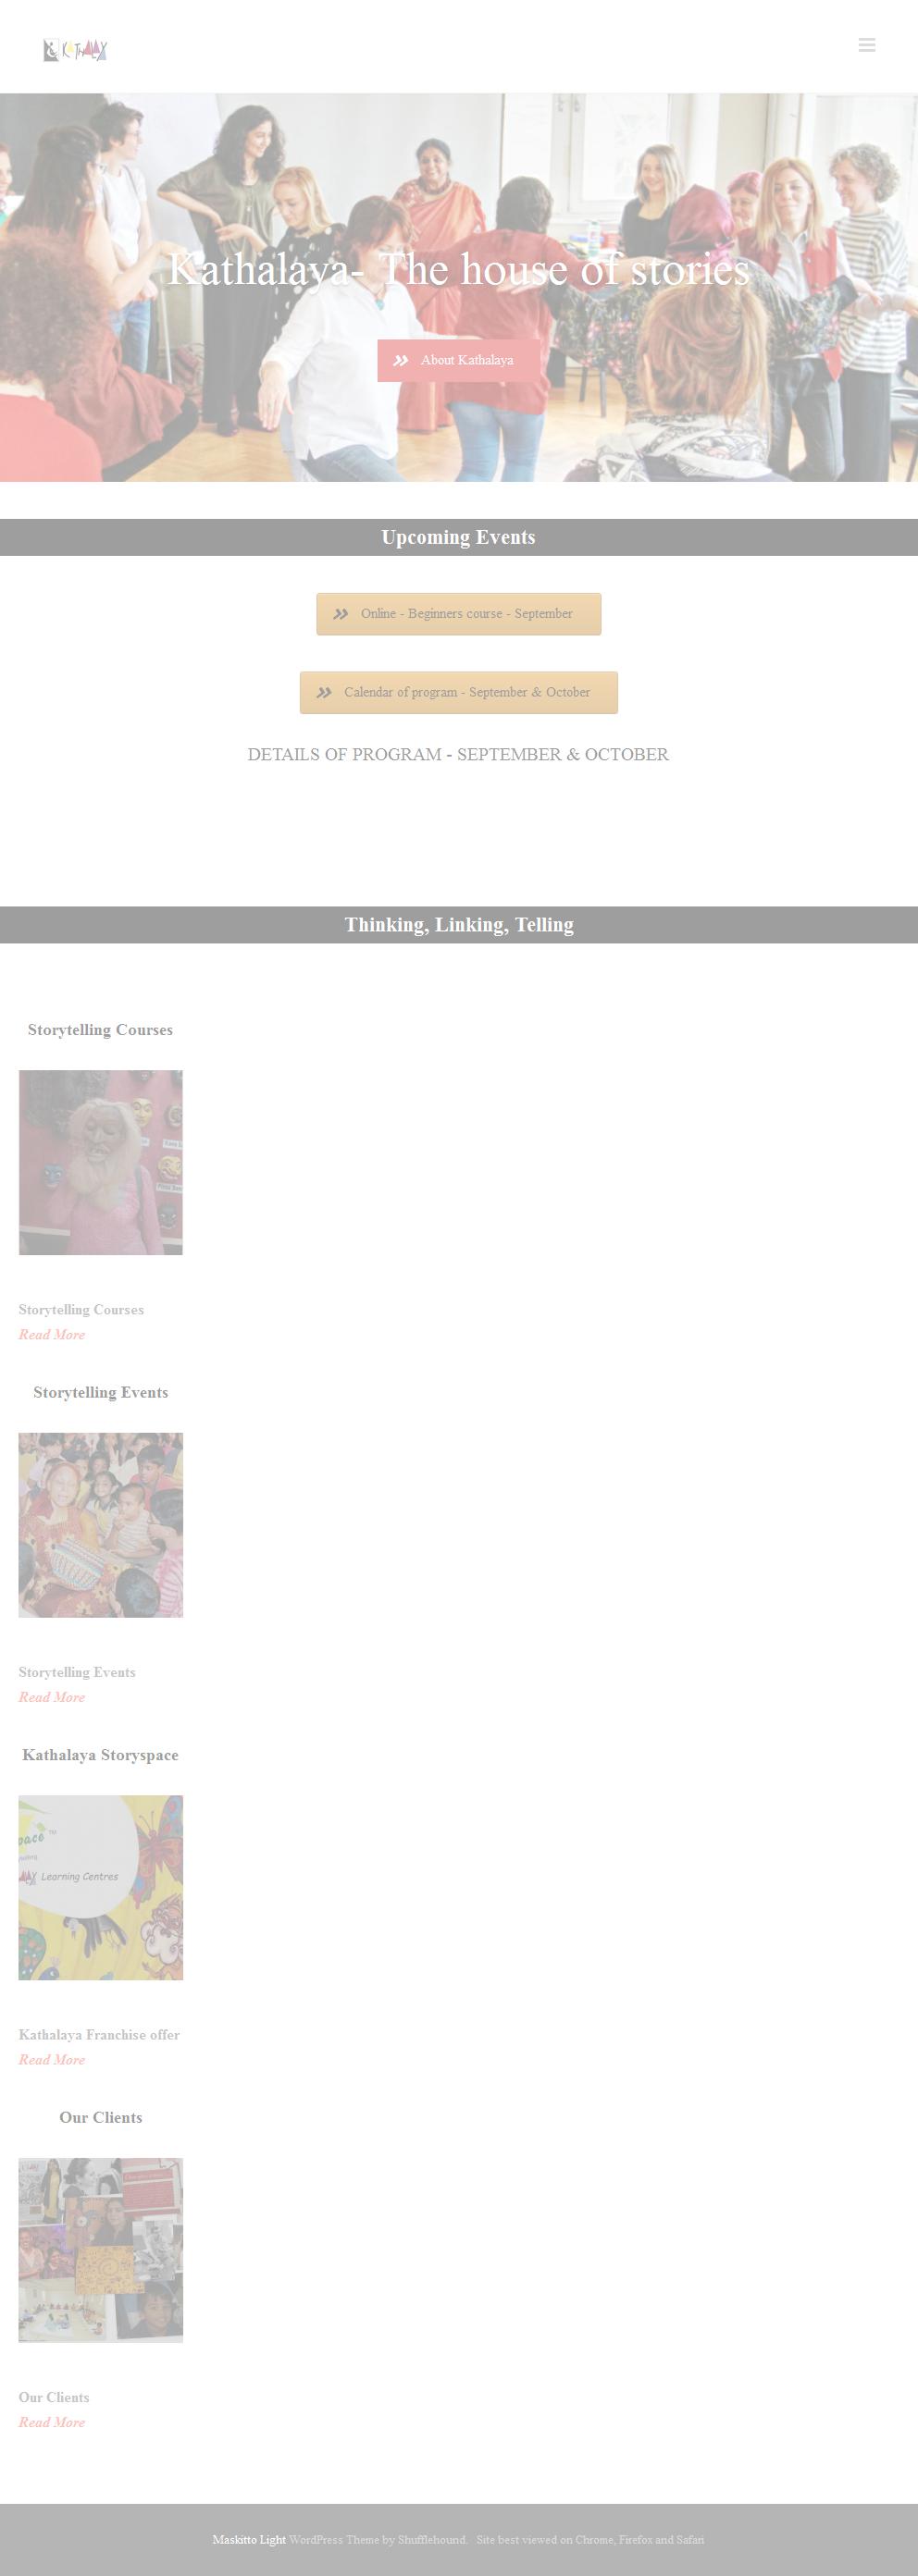 KATHALAYA
Kathalaya- The house of stories
About Kathalaya
Upcoming Events
Online - Beginners course - September
Calendar of program - September & October
DETAILS OF PROGRAM - SEPTEMBER & OCTOBER
Thinking, Linking, Telling
Storytelling Courses
Storytelling Courses
Read More
Storytelling Events
Storytelling Events
Read More
Kathalaya Storyspace
pace
Learning Centres
Kathalaya Franchise offer
Read More
Our Clients
Our Clients
Read More
Maskitto Light WordPress Theme by Shufflehound. Site best viewed on Chrome, Firefox and Safari